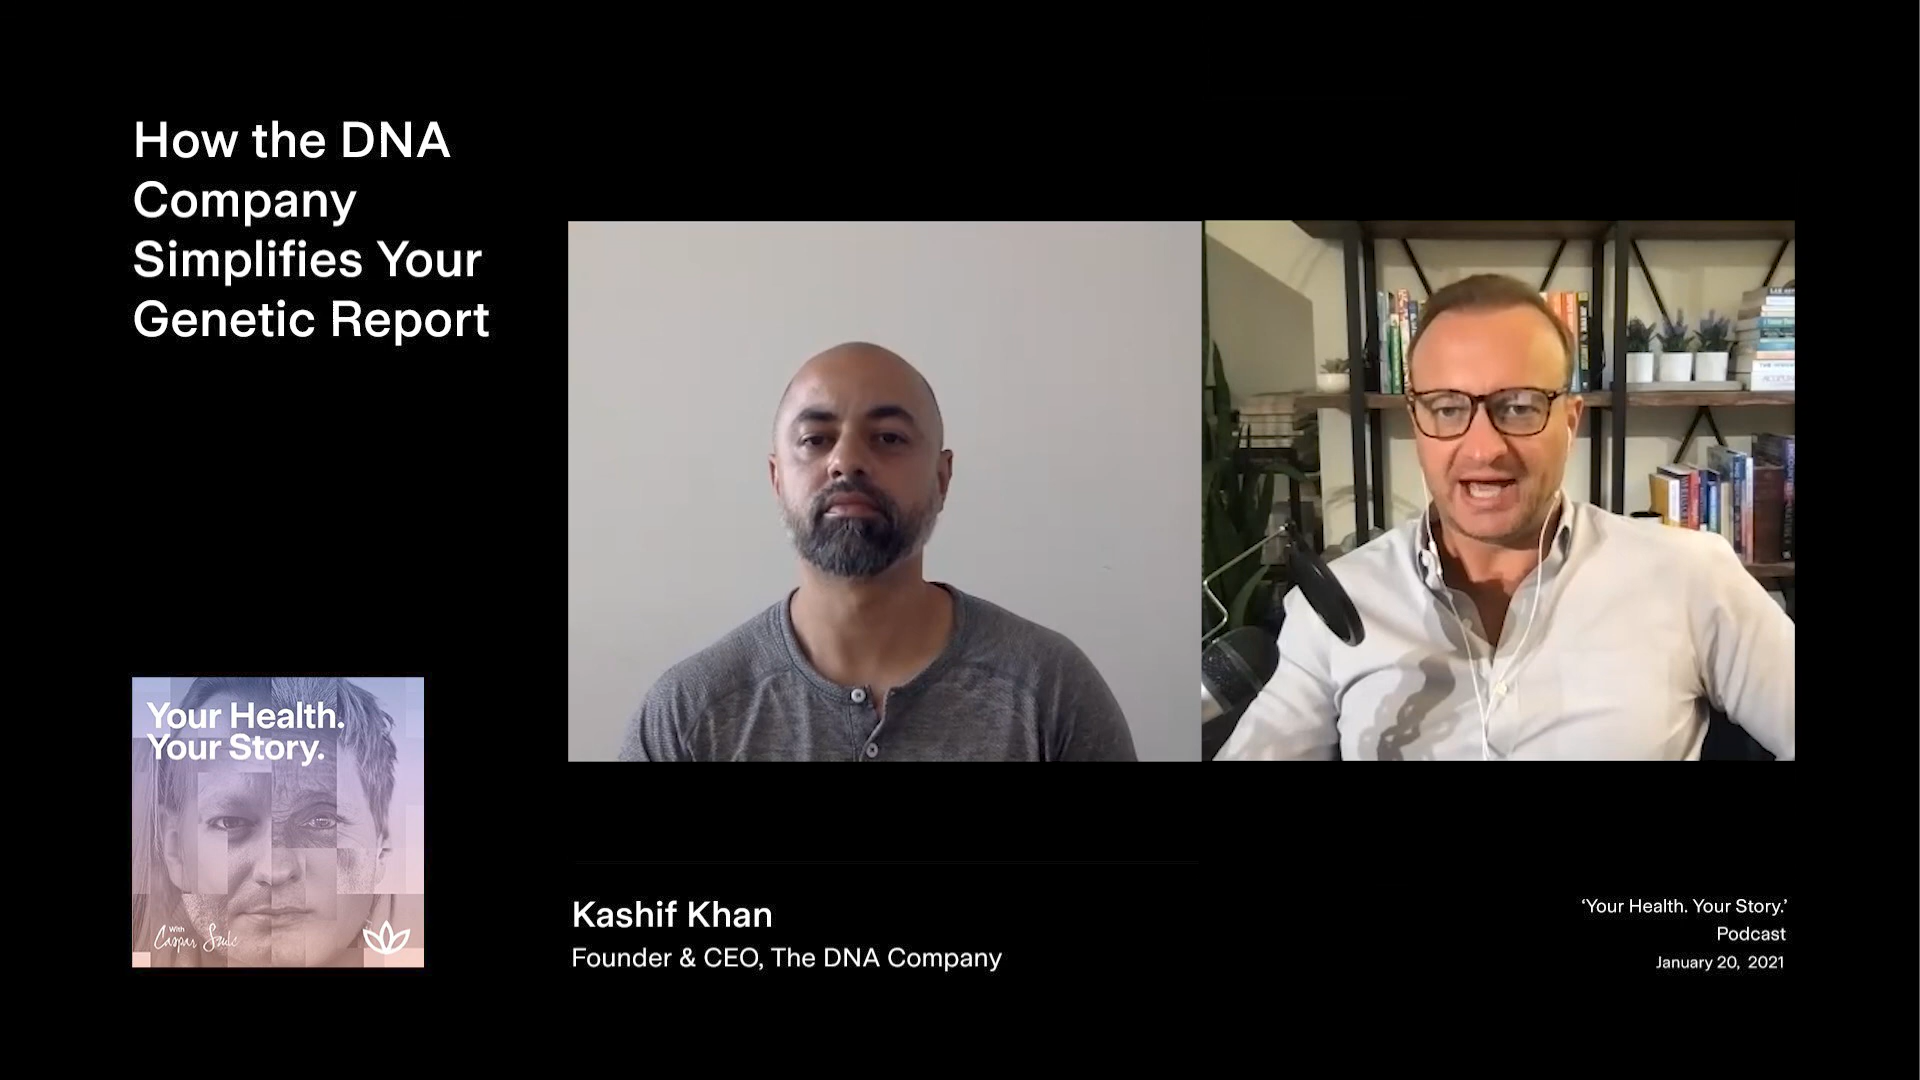 How the DNA
Company
Simplifies Your
Genetic Report
Your Health.
Your Story.
With
Kashif Khan
Founder & CEO, The DNA Company
‘Your Health. Your Story.’
Podcast
January 20, 2021